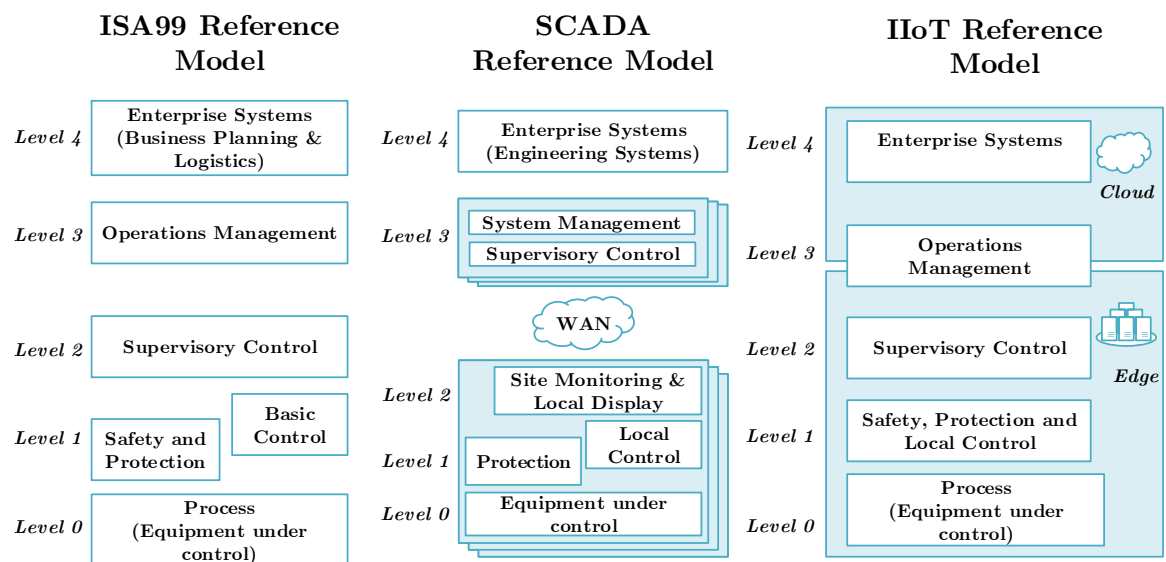 ISA99 Reference
Model
Level 4
Enterprise Systems
(Business Planning &
Logistics)
Level 3
Operations Management
Level 2
Supervisory Control
Level 1
Basic
Control
Safety and
Protection
Level 0
Process
(Equipment under
control)
SCADA
Reference Model
Level 4
Enterprise Systems
(Engineering Systems)
Level 3
System Management
Supervisory Control
WAN
Level 2
Site Monitoring &
Local Display
Level 1
Local
Control
Protection
Level 0
Equipment under
control
IIoT Reference
Model
Level 4
Enterprise Systems
Cloud
Level 3
Operations
Management
Level 2
Supervisory Control
Edge
Level 1
Safety, Protection and
Local Control
Level 0
Process
(Equipment under
control)